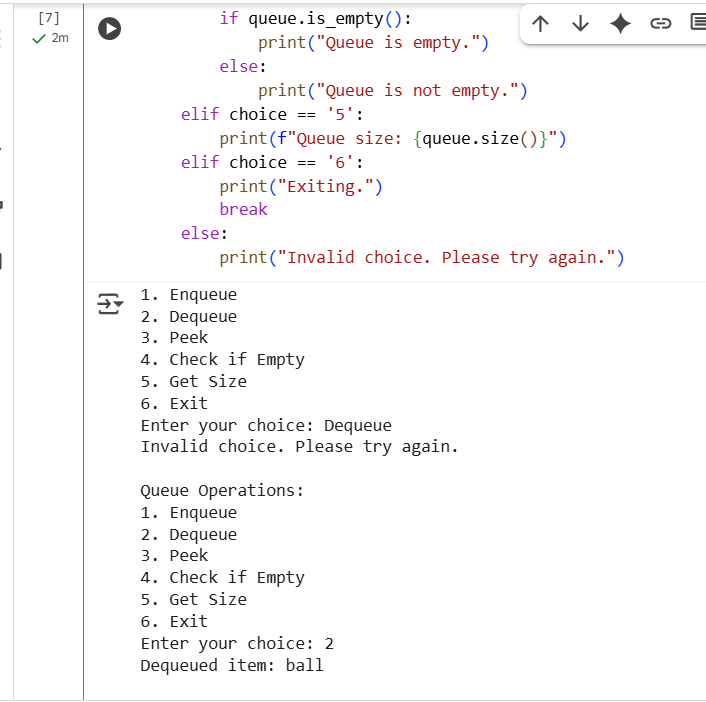 [7]
2m
if queue.is_empty():
print("Queue is empty.")
else:
print("Queue is not empty.")
elif choice == '5':
print(f"Queue size: {queue.size()}")
elif choice == '6':
print("Exiting.")
break
else:
print("Invalid choice. Please try again.")
1. Enqueue
2. Dequeue
3. Peek
4. Check if Empty
5. Get Size
6. Exit
Enter your choice: Dequeue
Invalid choice. Please try again.

Queue Operations:
1. Enqueue
2. Dequeue
3. Peek
4. Check if Empty
5. Get Size
6. Exit
Enter your choice: 2
Dequeued item: ball